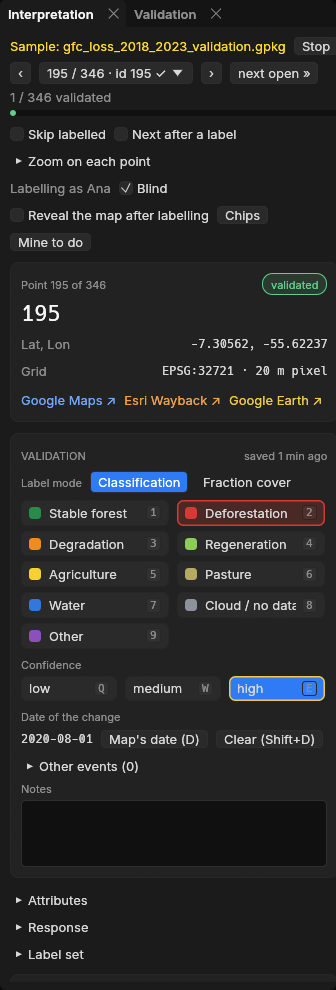 Interpretation × Validation ×
Sample: gfc_loss_2018_2023_validation.gpkg Stop
‹ 195 / 346 · id 195 ✓ ▼ › next open »
1 / 346 validated
Skip labelled Next after a label
▸ Zoom on each point
Labelling as Ana ✓ Blind
Reveal the map after labelling Chips
Mine to do
Point 195 of 346 validated
195
Lat, Lon -7.30562, -55.62237
Grid EPSG:32721 · 20 m pixel
Google Maps ↗ Esri Wayback ↗ Google Earth ↗
VALIDATION saved 1 min ago
Label mode Classification Fraction cover
Stable forest 1 Deforestation 2
Degradation 3 Regeneration 4
Agriculture 5 Pasture 6
Water 7 Cloud / no data 8
Other 9
Confidence
low Q medium W high E
Date of the change
2020-08-01 Map's date (D) Clear (Shift+D)
▸ Other events (0)
Notes
▸ Attributes
▸ Response
▸ Label set